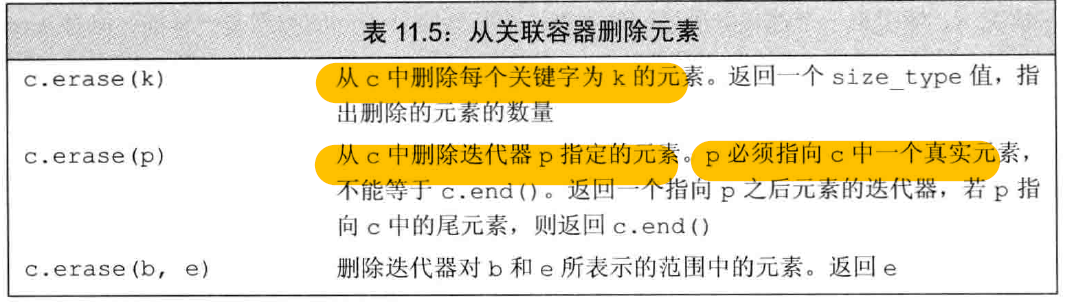 表 11.5：从关联容器删除元素
c.erase(k) 从 c 中删除每个关键字为 k 的元素。返回一个 size_type 值，指
出删除的元素的数量
c.erase(p) 从 c 中删除迭代器 p 指定的元素。p 必须指向 c 中一个真实元素，
不能等于 c.end()。返回一个指向 p 之后元素的迭代器，若 p 指
向 c 中的尾元素，则返回 c.end()
c.erase(b, e) 删除迭代器对 b 和 e 所表示的范围中的元素。返回 e